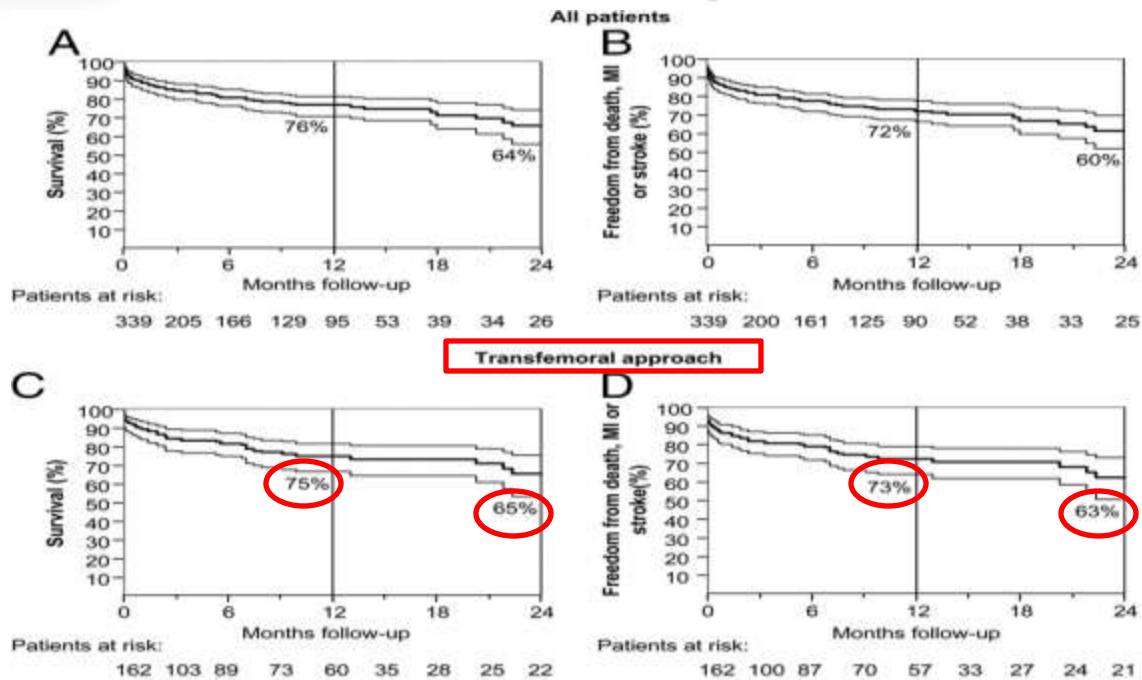 All patients
A
B
Survival (%)
100
90
80
70
60
50
40
30
20
10
76%
64%
0
6
12
18
24
Months follow-up
Patients at risk:
339 205 166 129 95 53 39 34 26
Freedom from death, MI
or stroke (%)
100
90
80
70
60
50
40
30
20
10
72%
60%
0
6
12
18
24
Months follow-up
Patients at risk:
339 200 161 125 90 52 38 33 25
Transfemoral approach
C
D
Survival (%)
100
90
80
70
60
50
40
30
20
10
75%
65%
0
6
12
18
24
Months follow-up
Patients at risk:
162 103 89 73 60 35 28 25 22
Freedom from death, MI or
stroke(%)
100
90
80
70
60
50
40
30
20
10
73%
63%
0
6
12
18
24
Months follow-up
Patients at risk:
162 100 87 70 57 33 27 24 21